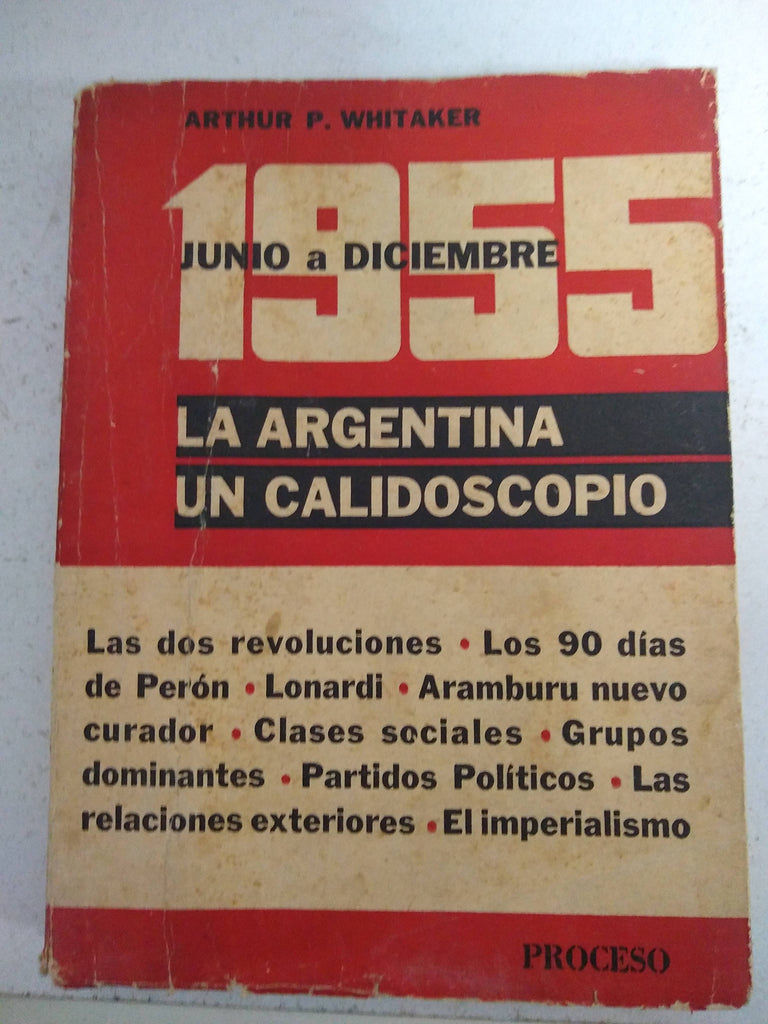 ARTHUR P. WHITAKER
1955
JUNIO a DICIEMBRE
LA ARGENTINA
UN CALIDOSCOPIO
Las dos revoluciones • Los 90 días
de Perón • Lonardi • Aramburu nuevo
curador • Clases sociales • Grupos
dominantes • Partidos Políticos • Las
relaciones exteriores • El imperialismo
PROCESO